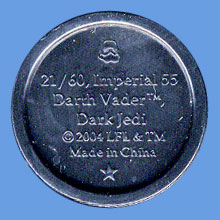 21/60, Imperial 55
Darth Vader™,
Dark Jedi
© 2004 LFL & TM
Made in China